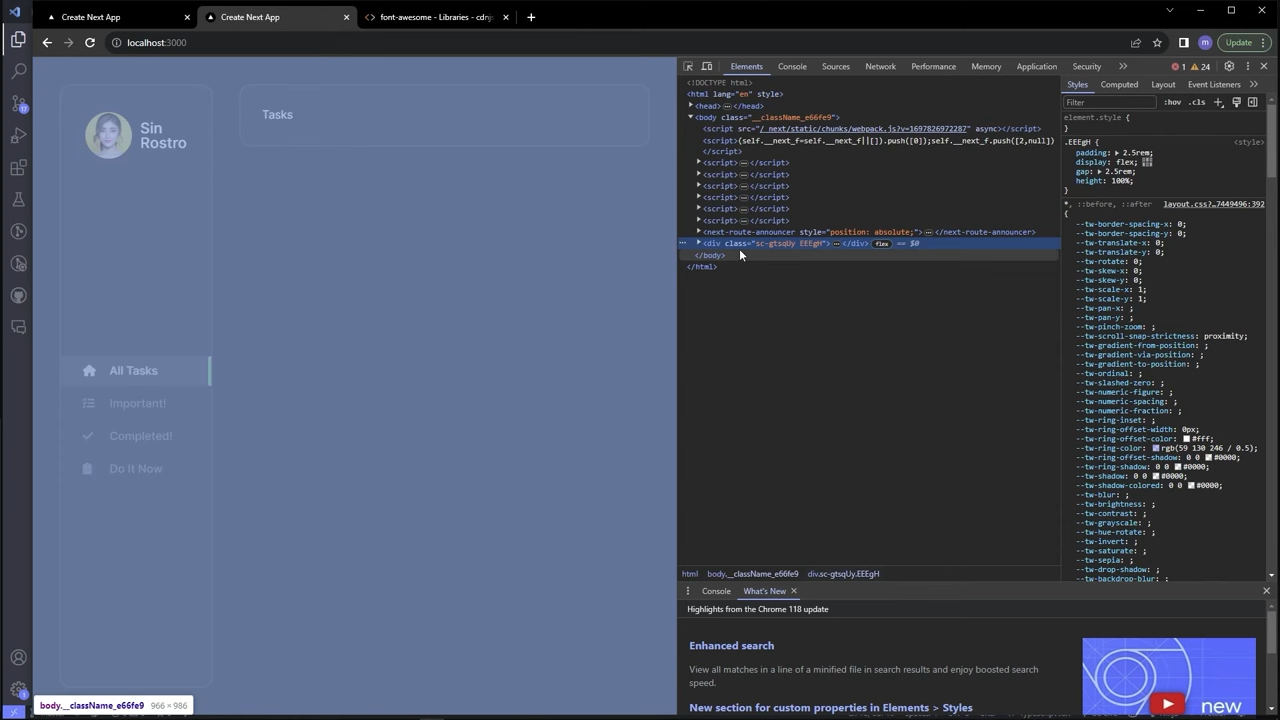 Create Next App
Create Next App
font-awesome - Libraries - cdnjs
localhost:3000
m
Update
Elements
Console
Sources
Network
Performance
Memory
Application
Security
1
24
Sin
Rostro
Tasks
All Tasks
Important!
Completed!
Do It Now
body.__className_e66fe9 966 × 986
17
<!DOCTYPE html>
<html lang="en" style>
<head> </head>
<body class="__className_e66fe9">
<script src="/_next/static/chunks/webpack.js?v=1697826972287" async></script>
<script>(self.__next_f=self.__next_f||[]).push([0]);self.__next_f.push([2,null])
</script>
<script> </script>
<script> </script>
<script> </script>
<script> </script>
<script> </script>
<script> </script>
<next-route-announcer style="position: absolute;"> </next-route-announcer>
<div class="sc-gtsqUy EEEgH"> </div> flex == $0
</body>
</html>
html body.__className_e66fe9 div.sc-gtsqUy.EEEgH
Styles
Computed
Layout
Event Listeners
Filter
:hov .cls
element.style {
}
.EEEgH { <style>
padding: 2.5rem;
display: flex;
gap: 2.5rem;
height: 100%;
}
*, ::before, ::after layout.css?…7449496:392
{
--tw-border-spacing-x: 0;
--tw-border-spacing-y: 0;
--tw-translate-x: 0;
--tw-translate-y: 0;
--tw-rotate: 0;
--tw-skew-x: 0;
--tw-skew-y: 0;
--tw-scale-x: 1;
--tw-scale-y: 1;
--tw-pan-x: ;
--tw-pan-y: ;
--tw-pinch-zoom: ;
--tw-scroll-snap-strictness: proximity;
--tw-gradient-from-position: ;
--tw-gradient-via-position: ;
--tw-gradient-to-position: ;
--tw-ordinal: ;
--tw-slashed-zero: ;
--tw-numeric-figure: ;
--tw-numeric-spacing: ;
--tw-numeric-fraction: ;
--tw-ring-inset: ;
--tw-ring-offset-width: 0px;
--tw-ring-offset-color: #fff;
--tw-ring-color: rgb(59 130 246 / 0.5);
--tw-ring-offset-shadow: 0 0 #0000;
--tw-ring-shadow: 0 0 #0000;
--tw-shadow: 0 0 #0000;
--tw-shadow-colored: 0 0 #0000;
--tw-blur: ;
--tw-brightness: ;
--tw-contrast: ;
--tw-grayscale: ;
--tw-hue-rotate: ;
--tw-invert: ;
--tw-saturate: ;
--tw-sepia: ;
--tw-drop-shadow: ;
--tw-backdrop-blur: ;
Console
What's New
Highlights from the Chrome 118 update
Enhanced search
View all matches in a line of a minified file in search results and enjoy boosted search
speed.
New section for custom properties in Elements > Styles
new